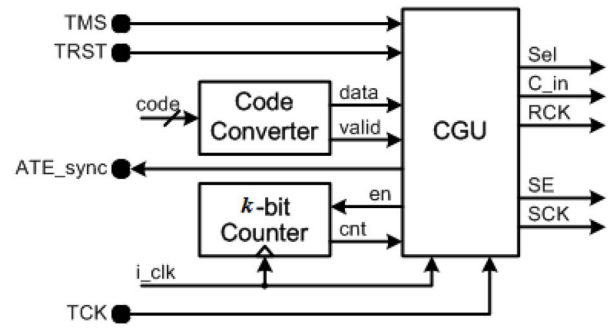 TMS
TRST
code
Code
Converter
data
valid
CGU
Sel
C_in
RCK
ATE_sync
k-bit
Counter
en
cnt
SE
SCK
i_clk
TCK